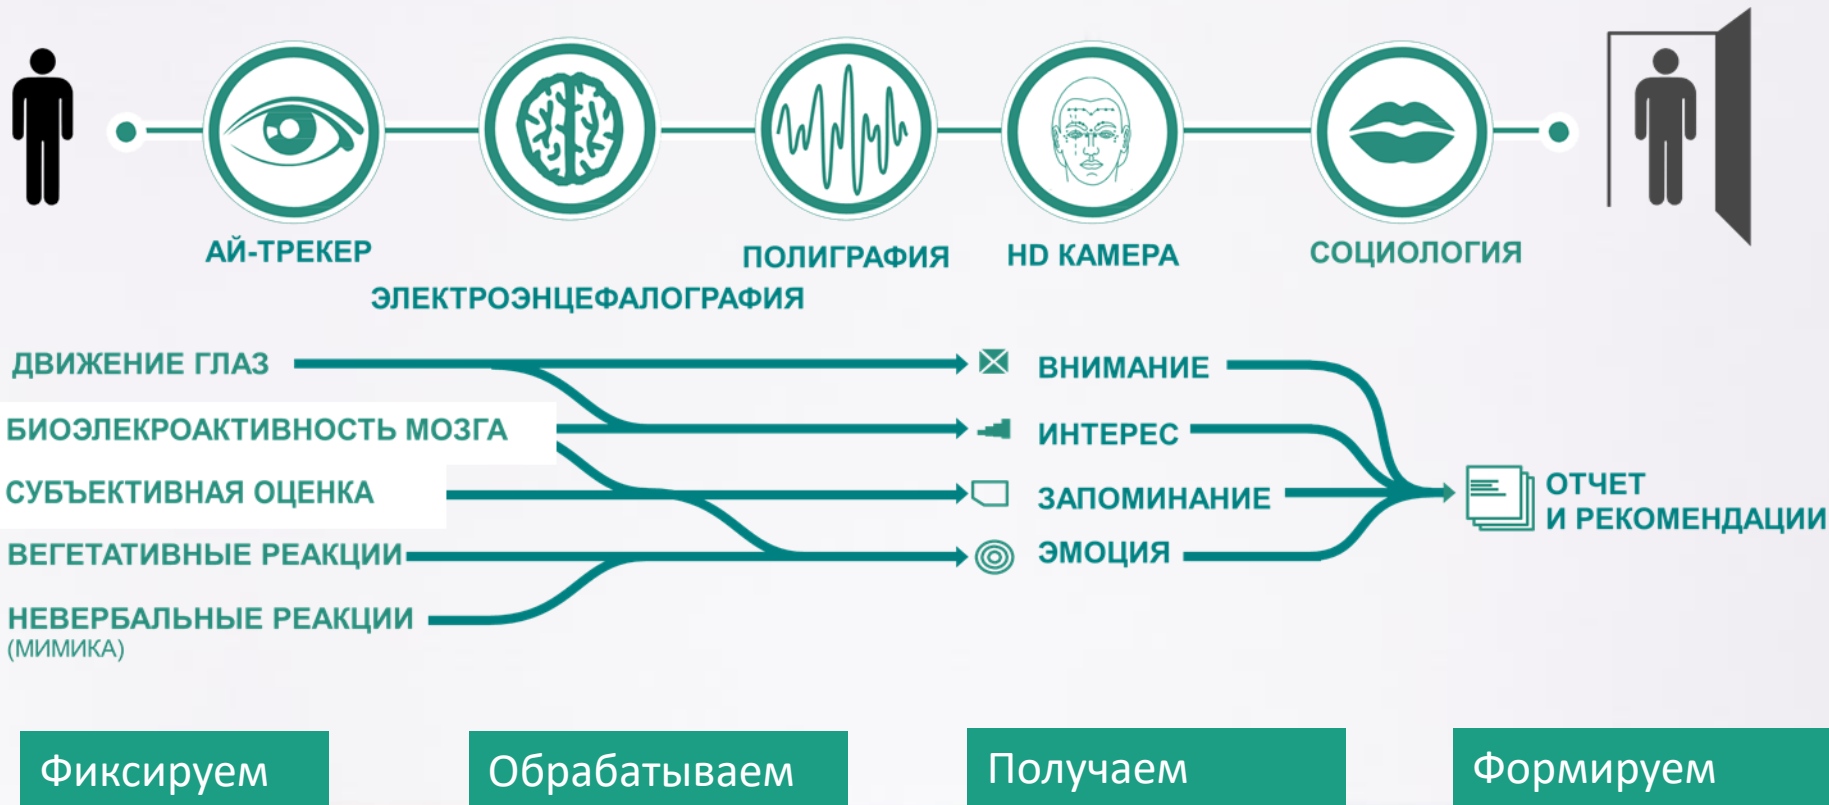 АЙ-ТРЕКЕР
ЭЛЕКТРОЭНЦЕФАЛОГРАФИЯ
ПОЛИГРАФИЯ
HD КАМЕРА
СОЦИОЛОГИЯ
ДВИЖЕНИЕ ГЛАЗ
БИОЭЛЕКРОАКТИВНОСТЬ МОЗГА
СУБЪЕКТИВНАЯ ОЦЕНКА
ВЕГЕТАТИВНЫЕ РЕАКЦИИ
НЕВЕРБАЛЬНЫЕ РЕАКЦИИ
(МИМИКА)
ВНИМАНИЕ
ИНТЕРЕС
ЗАПОМИНАНИЕ
ЭМОЦИЯ
ОТЧЕТ
И РЕКОМЕНДАЦИИ
Фиксируем
Обрабатываем
Получаем
Формируем